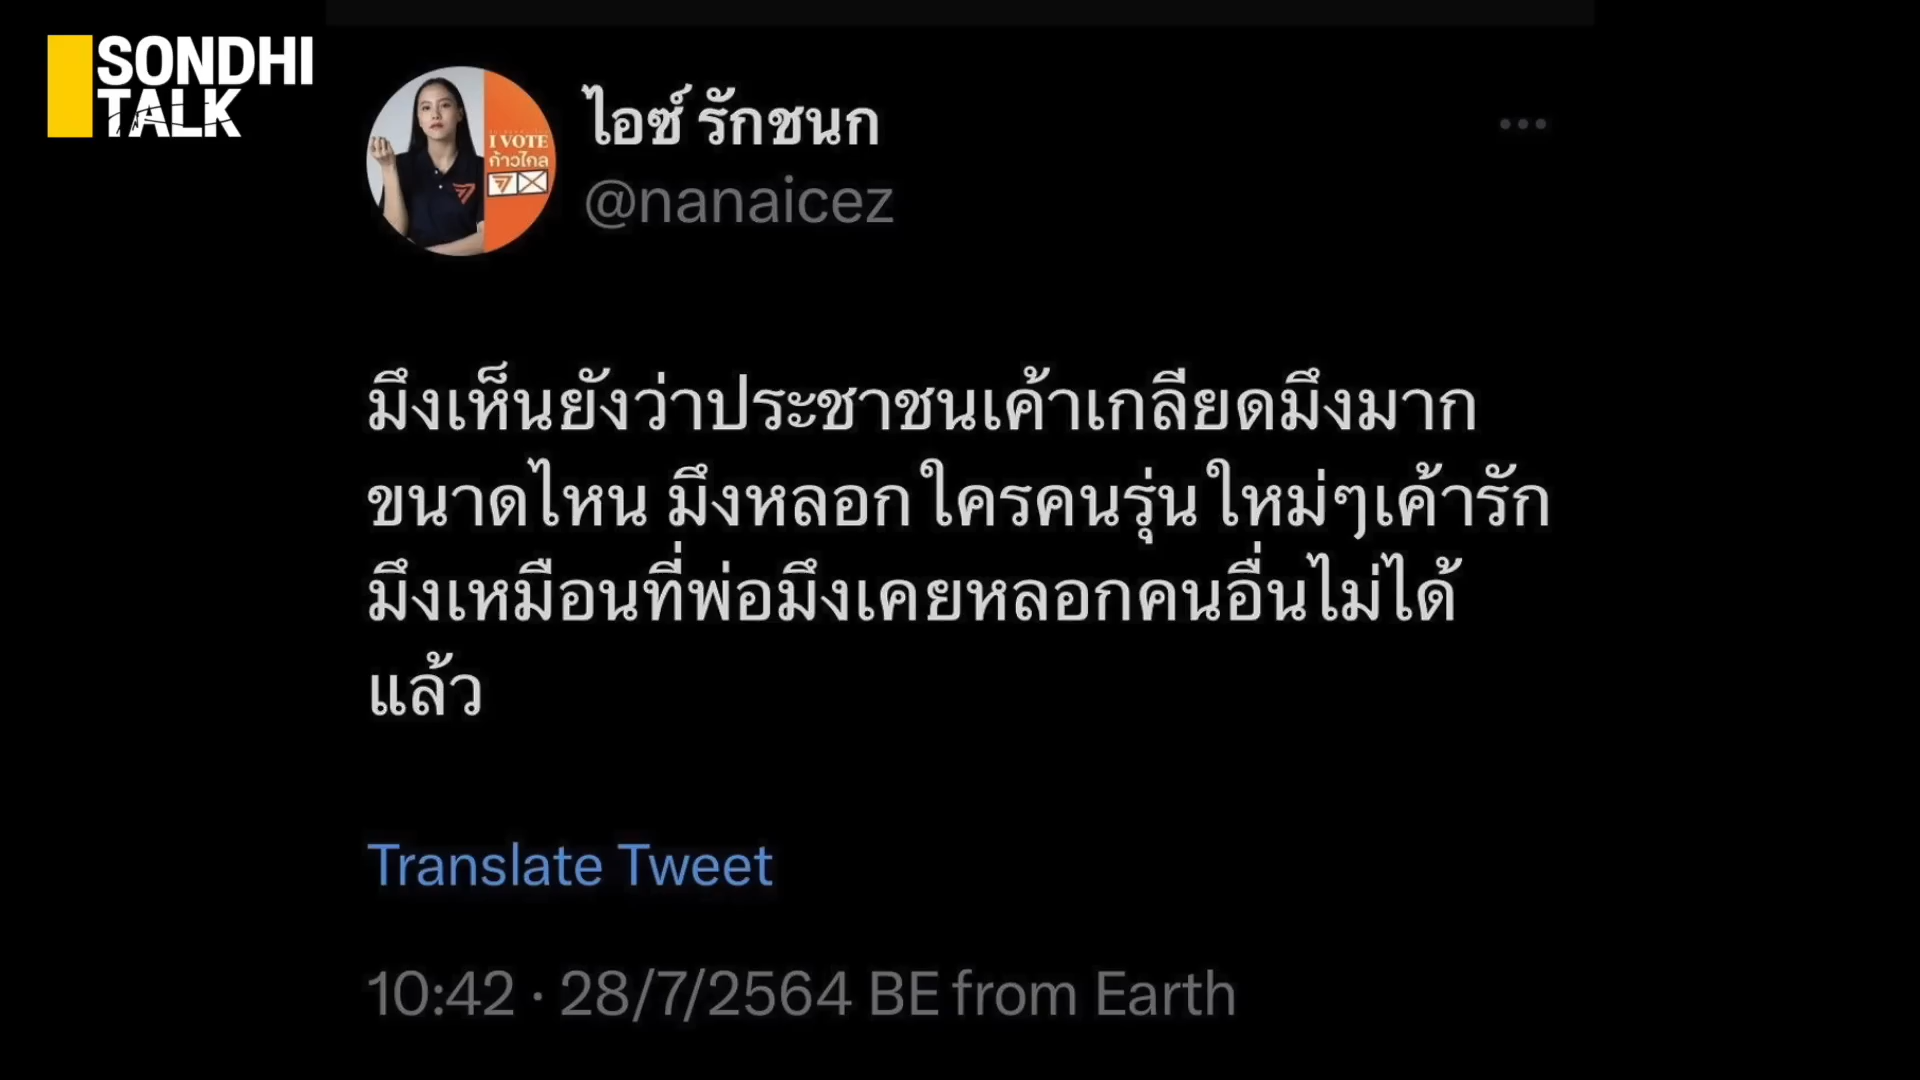 SONDHI
TALK
ไอซ์ รักชนก
@nanaicez
I VOTE
ก้าวไกล
มึงเห็นยังว่าประชาชนเค้าเกลียดมึงมาก
ขนาดไหน มึงหลอกใครคนรุ่นใหม่ๆเค้ารัก
มึงเหมือนที่พ่อมึงเคยหลอกคนอื่นไม่ได้
แล้ว
Translate Tweet
10:42 · 28/7/2564 BE from Earth